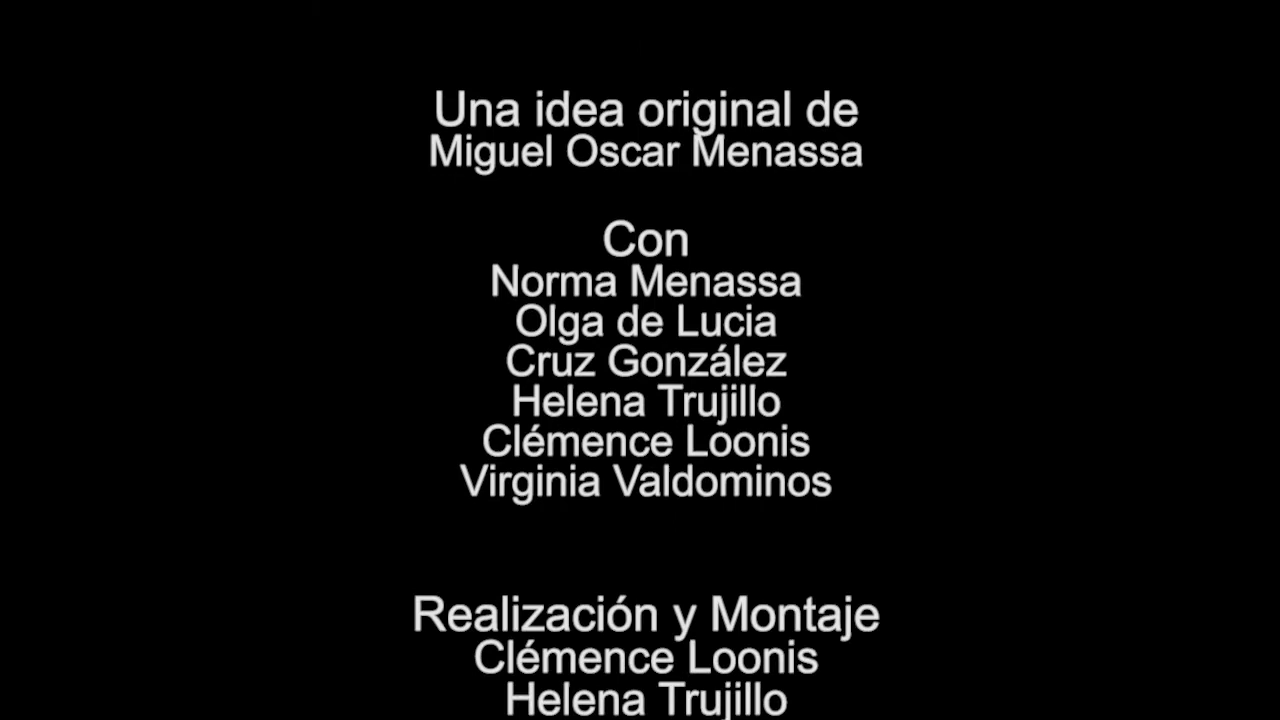 Una idea original de
Miguel Oscar Menassa
Con
Norma Menassa
Olga de Lucia
Cruz González
Helena Trujillo
Clémence Loonis
Virginia Valdominos
Realización y Montaje
Clémence Loonis
Helena Trujillo